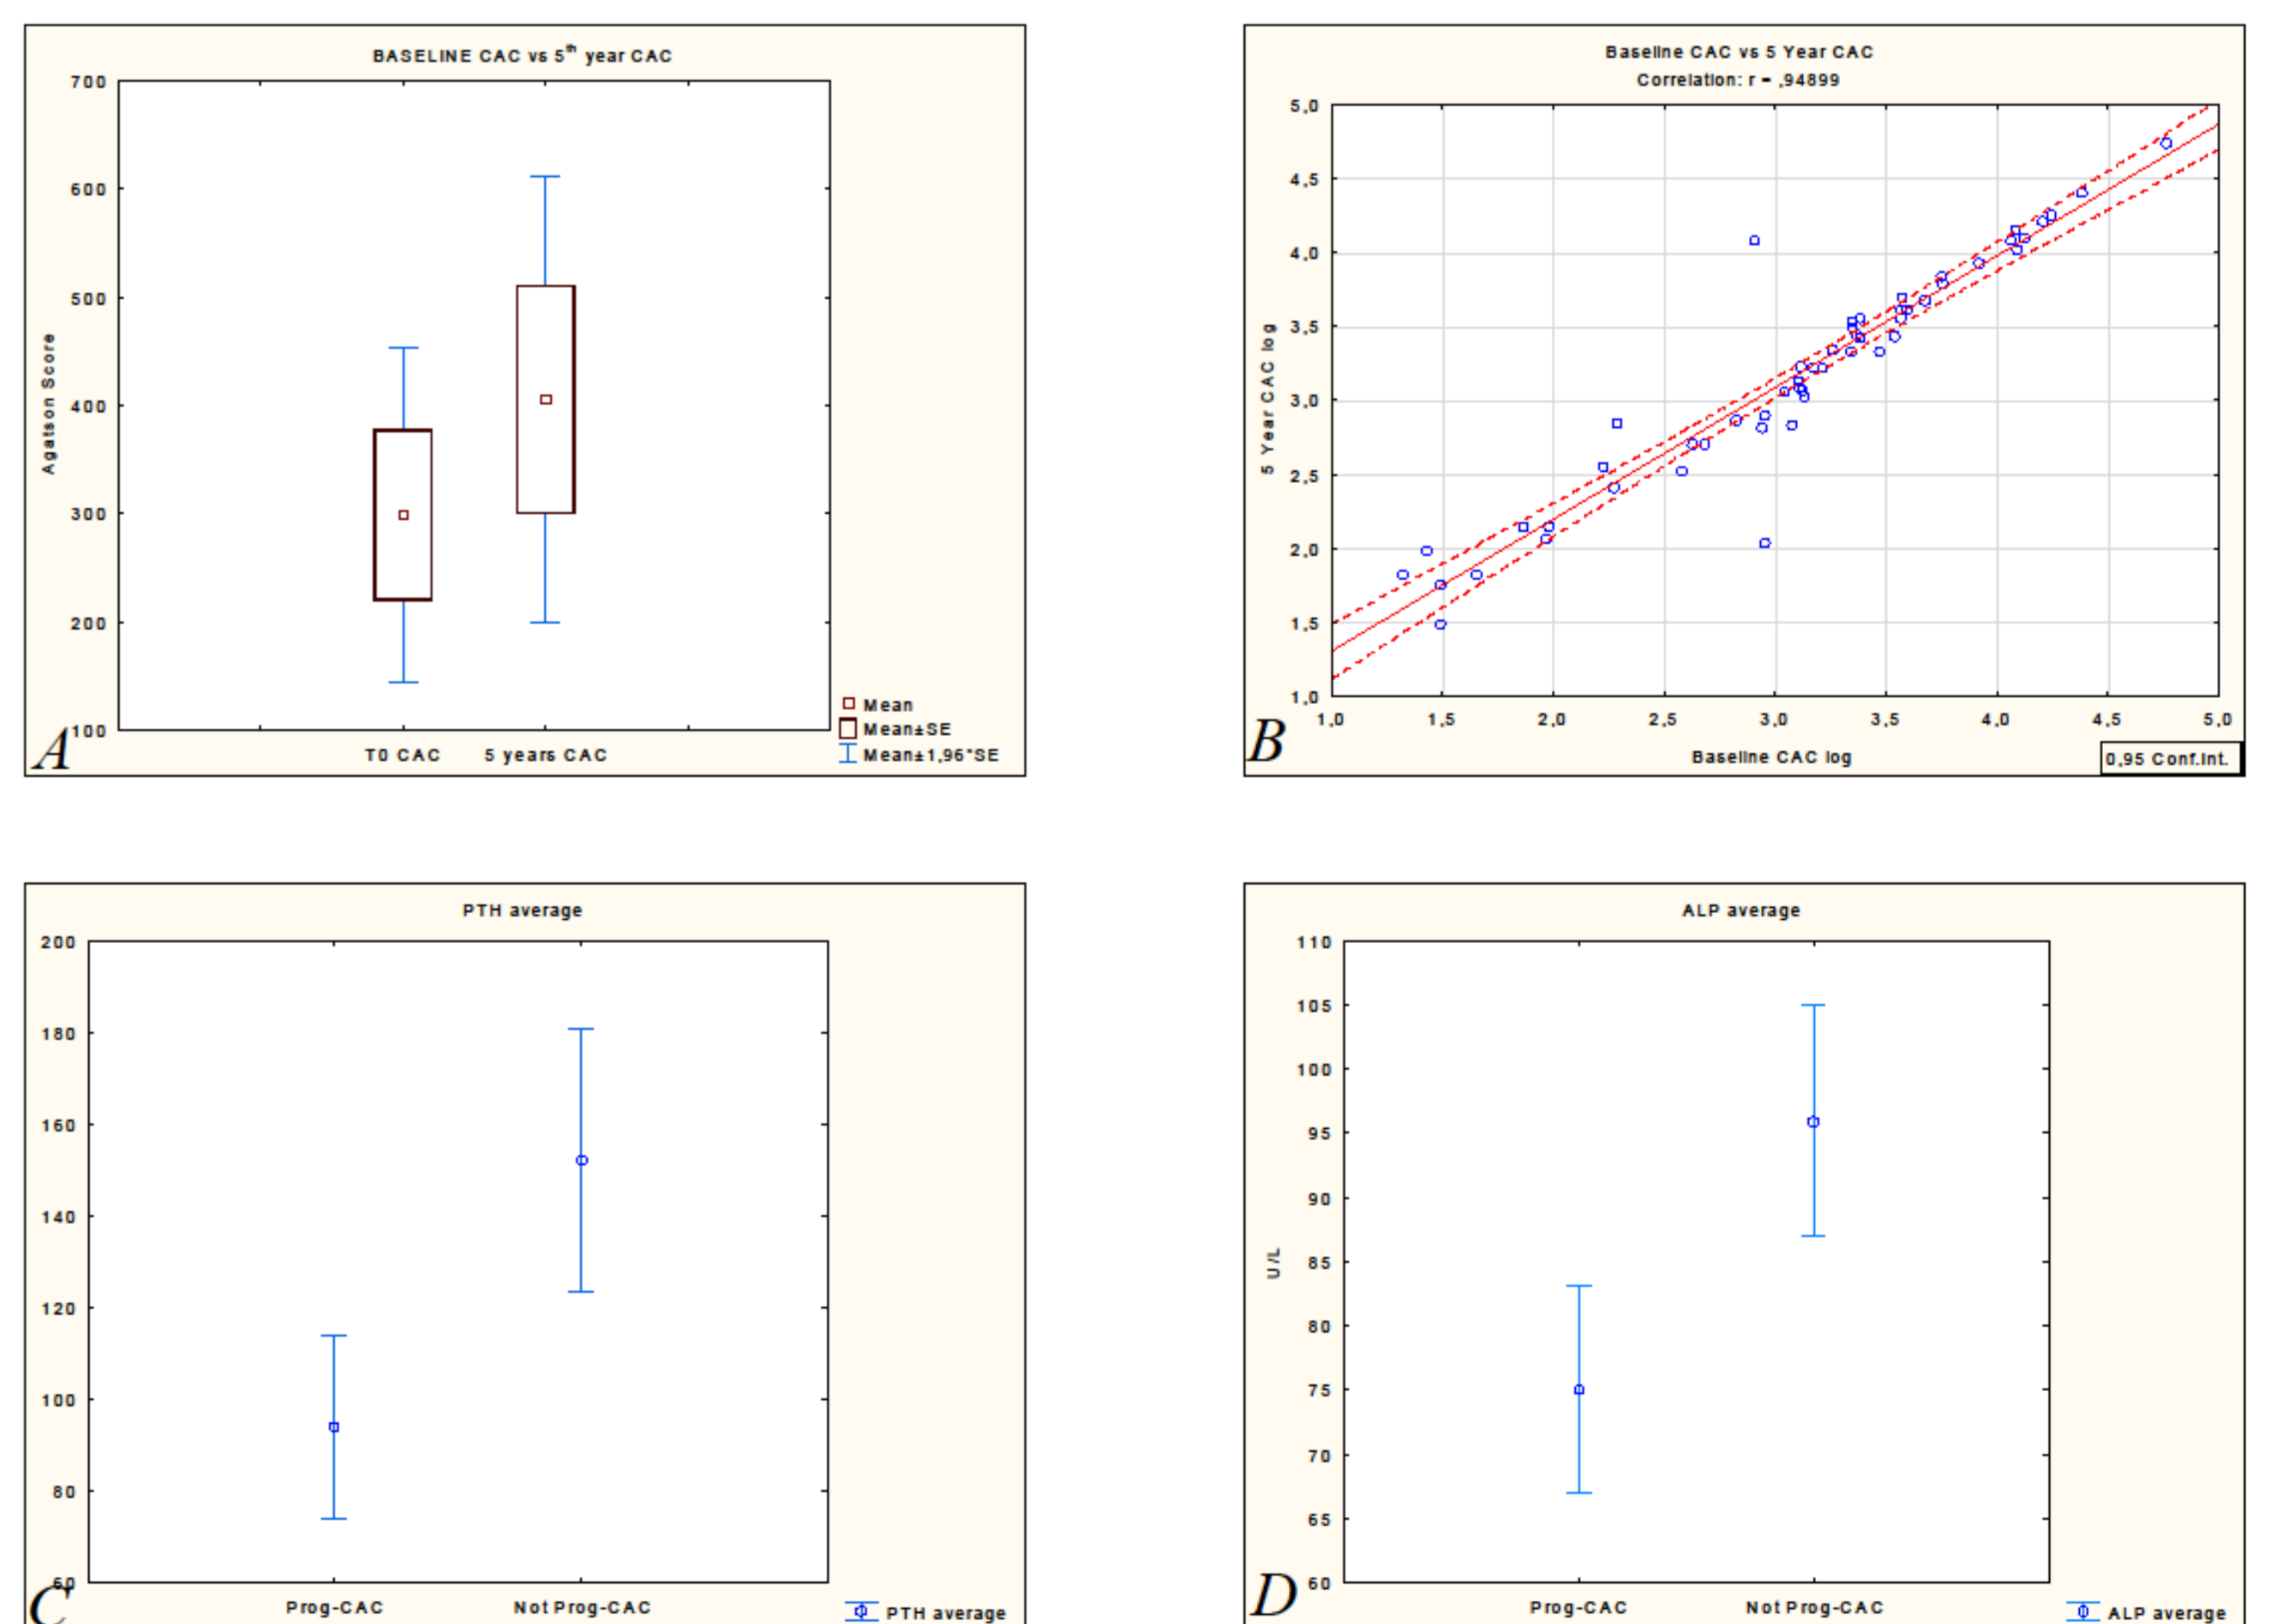 BASELINE CAC vs 5th year CAC
700
600
500
400
300
200
100
Agatson Score
T0 CAC
5 years CAC
Mean
Mean±SE
Mean±1,96*SE
A
Baseline CAC vs 5 Year CAC
Correlation: r = ,94899
5,0
4,5
4,0
3,5
3,0
2,5
2,0
1,5
1,0
5 Year CAC log
1,0 1,5 2,0 2,5 3,0 3,5 4,0 4,5 5,0
Baseline CAC log
0,95 Conf.Int.
B
PTH average
200
180
160
140
120
100
80
60
Prog-CAC
Not Prog-CAC
PTH average
C
ALP average
110
105
100
95
90
85
80
75
70
65
60
U/L
Prog-CAC
Not Prog-CAC
ALP average
D